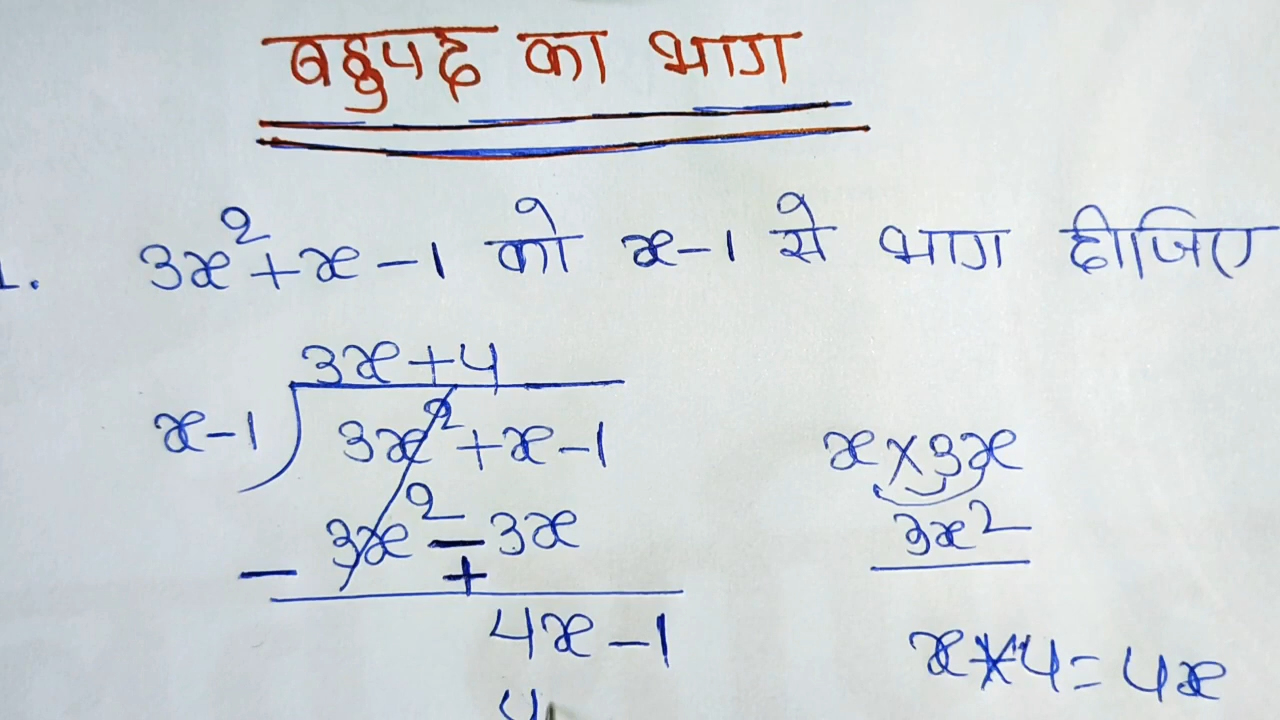 बहुपद का भाग
1. 3x²+x-1 को x-1 से भाग दीजिए
3x+4
x-1) 3x²+x-1
x×3x
3x²-3x
- +
3x²
4x-1
x×4=4x
4